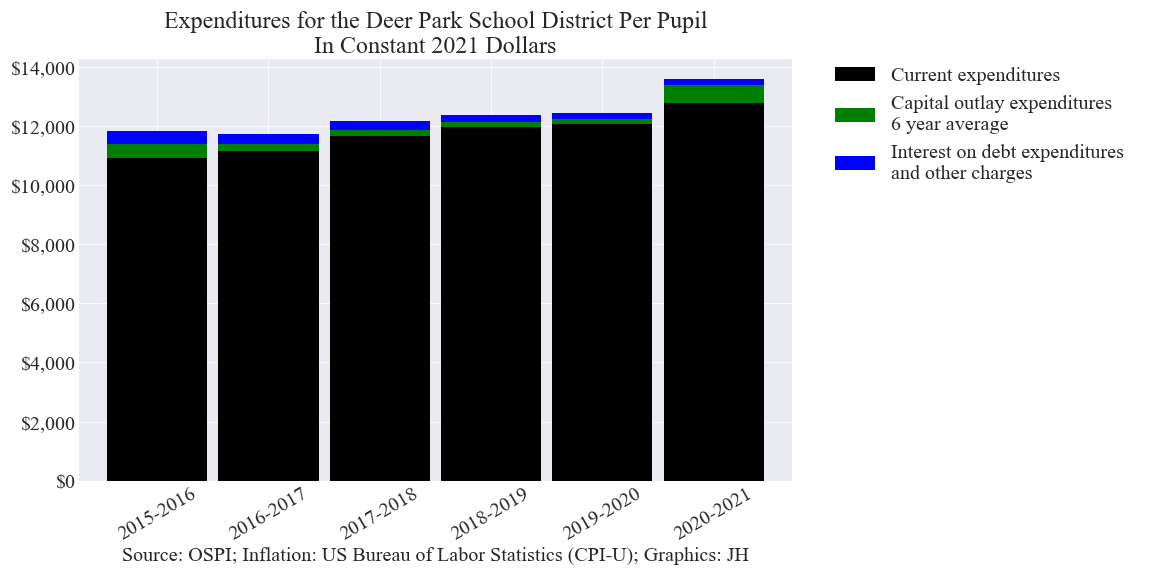 Expenditures for the Deer Park School District Per Pupil
In Constant 2021 Dollars
$14,000
$12,000
$10,000
$8,000
$6,000
$4,000
$2,000
$0
2015-2016
2016-2017
2017-2018
2018-2019
2019-2020
2020-2021
Source: OSPI; Inflation: US Bureau of Labor Statistics (CPI-U); Graphics: JH
Current expenditures
Capital outlay expenditures
6 year average
Interest on debt expenditures
and other charges